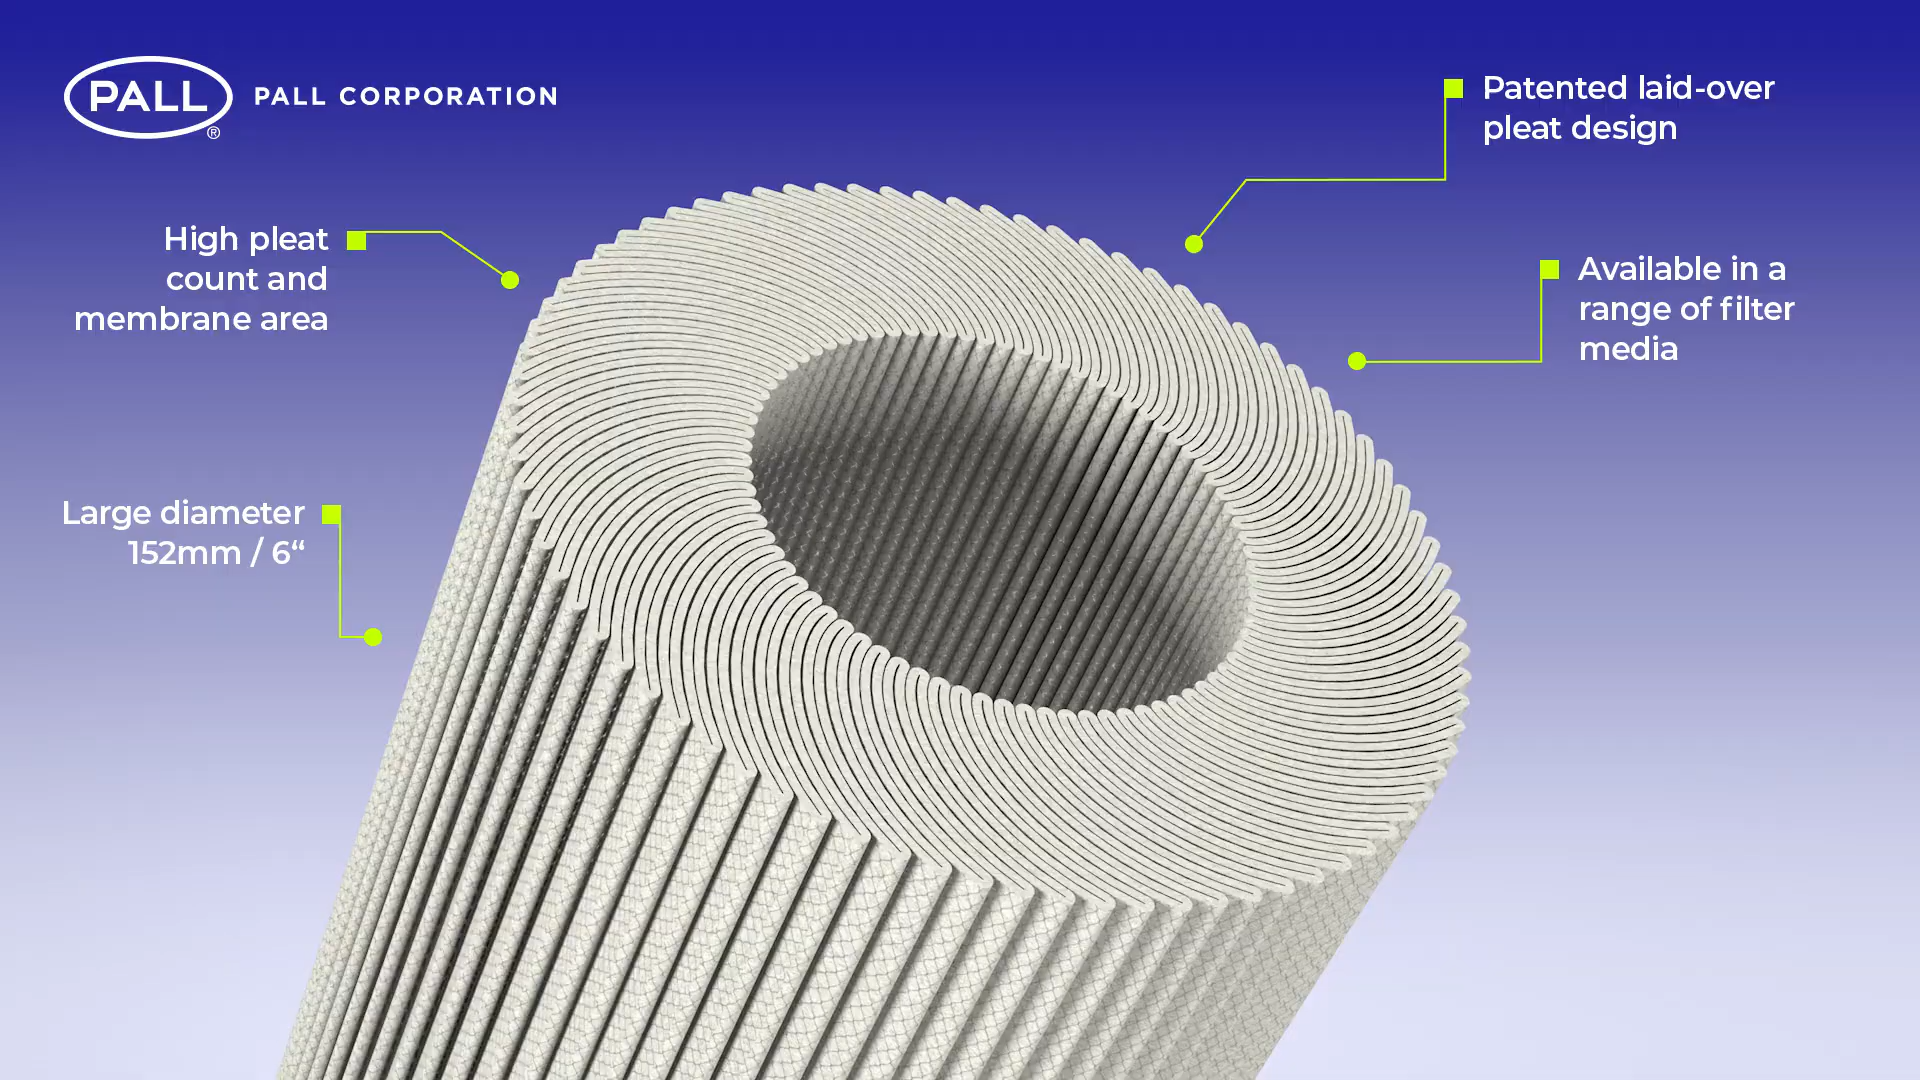 PALL
®
PALL CORPORATION
Patented laid-over
pleat design
High pleat
count and
membrane area
Available in a
range of filter
media
Large diameter
152mm / 6“